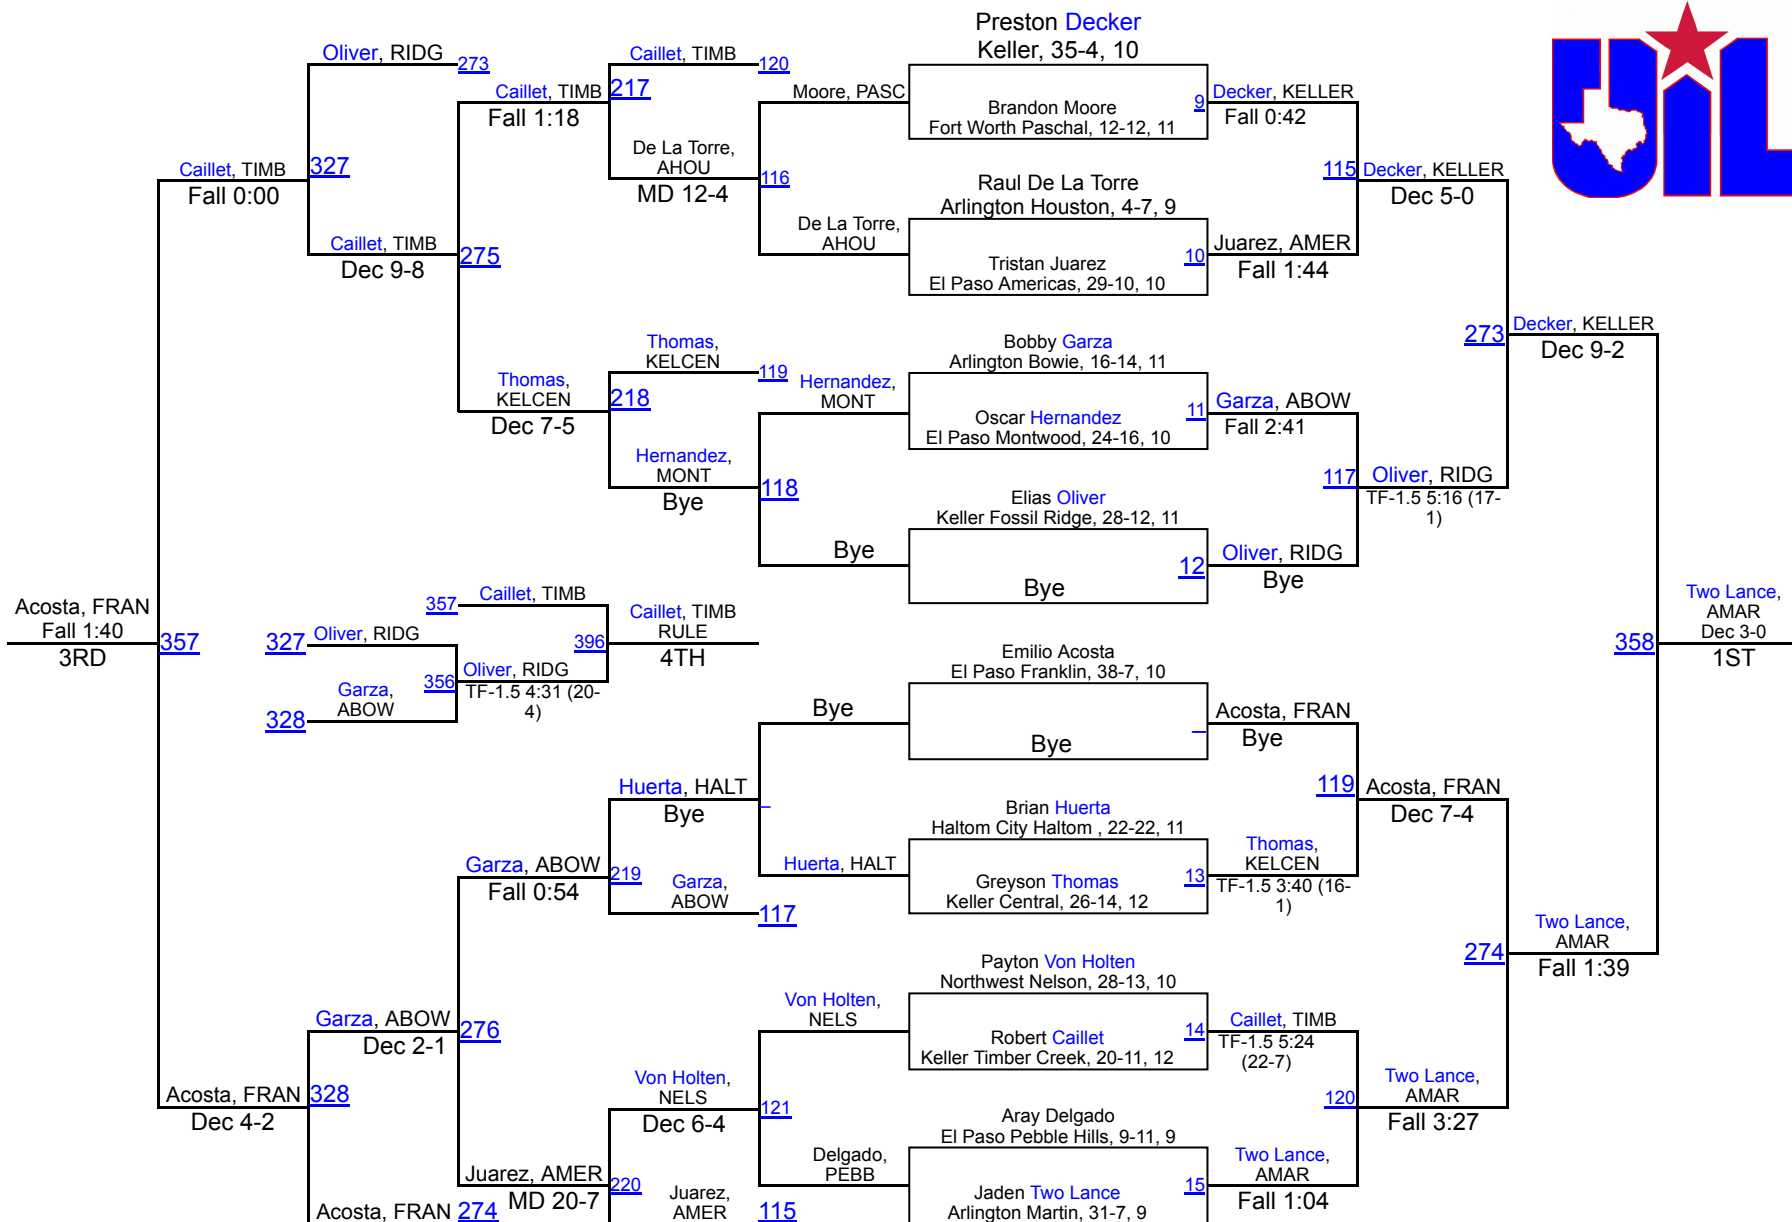 Preston Decker
Keller, 35-4, 10
UIL
Oliver, RIDG
273
Caillet, TIMB
120
Caillet, TIMB
217
Fall 1:18
Moore, PASC
Brandon Moore
Fort Worth Paschal, 12-12, 11
9
Decker, KELLER
Fall 0:42
De La Torre,
AHOU
MD 12-4
116
Caillet, TIMB
327
Fall 0:00
Raul De La Torre
Arlington Houston, 4-7, 9
115
Decker, KELLER
Dec 5-0
De La Torre,
AHOU
Caillet, TIMB
275
Dec 9-8
Tristan Juarez
El Paso Americas, 29-10, 10
10
Juarez, AMER
Fall 1:44
Thomas,
KELCEN
119
Bobby Garza
Arlington Bowie, 16-14, 11
273
Decker, KELLER
Dec 9-2
Thomas,
KELCEN
218
Dec 7-5
Hernandez,
MONT
Oscar Hernandez
El Paso Montwood, 24-16, 10
11
Garza, ABOW
Fall 2:41
Hernandez,
MONT
Bye
118
Elias Oliver
Keller Fossil Ridge, 28-12, 11
117
Oliver, RIDG
TF-1.5 5:16 (17-
1)
Bye
Bye
12
Oliver, RIDG
Bye
Acosta, FRAN
Fall 1:40
3RD
357
357
Caillet, TIMB
327
Oliver, RIDG
396
Caillet, TIMB
RULE
4TH
356
Oliver, RIDG
TF-1.5 4:31 (20-
4)
Garza,
ABOW
328
Emilio Acosta
El Paso Franklin, 38-7, 10
358
Two Lance,
AMAR
Dec 3-0
1ST
Bye
Bye
Acosta, FRAN
Bye
Huerta, HALT
Bye
119
Acosta, FRAN
Dec 7-4
Brian Huerta
Haltom City Haltom , 22-22, 11
Garza, ABOW
219
Fall 0:54
Huerta, HALT
Greyson Thomas
Keller Central, 26-14, 12
13
Thomas,
KELCEN
TF-1.5 3:40 (16-
1)
Garza,
ABOW
117
274
Two Lance,
AMAR
Fall 1:39
Payton Von Holten
Northwest Nelson, 28-13, 10
Von Holten,
NELS
Garza, ABOW
276
Dec 2-1
Robert Caillet
Keller Timber Creek, 20-11, 12
14
Caillet, TIMB
TF-1.5 5:24
(22-7)
Acosta, FRAN
328
Dec 4-2
Von Holten,
NELS
Dec 6-4
121
Aray Delgado
El Paso Pebble Hills, 9-11, 9
120
Two Lance,
AMAR
Fall 3:27
Juarez, AMER
220
MD 20-7
Delgado,
PEBB
Jaden Two Lance
Arlington Martin, 31-7, 9
15
Two Lance,
AMAR
Fall 1:04
Acosta, FRAN
274
Juarez,
AMER
115